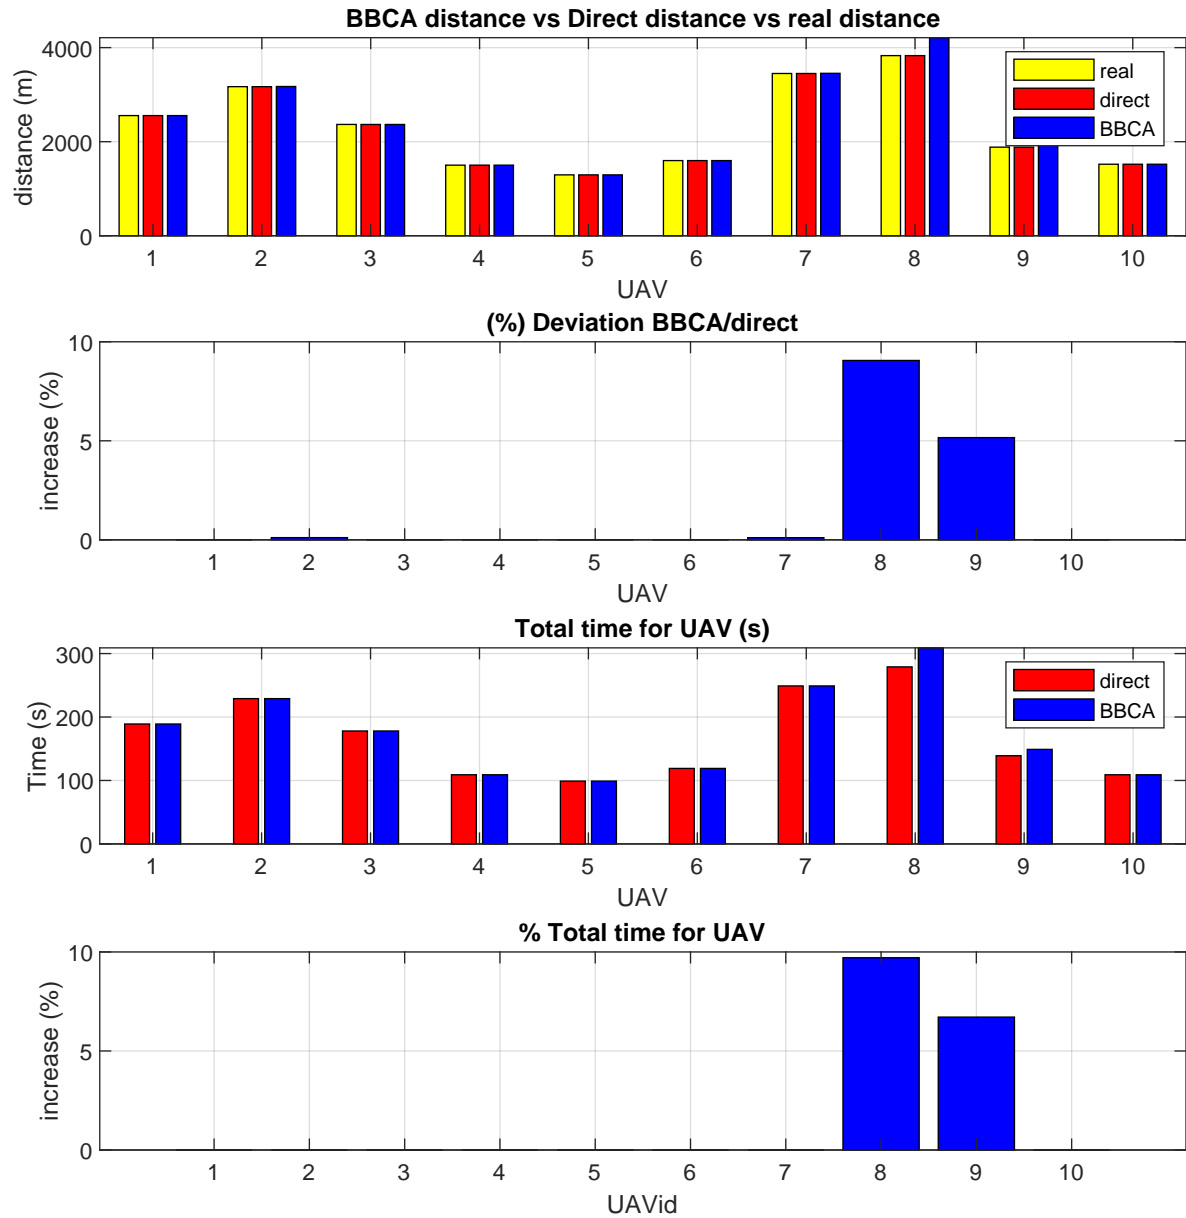 BBCA distance vs Direct distance vs real distance
distance (m)
4000
2000
0
real
direct
BBCA
1 2 3 4 5 6 7 8 9 10
UAV
(%) Deviation BBCA/direct
increase (%)
10
5
0
1 2 3 4 5 6 7 8 9 10
UAV
Total time for UAV (s)
Time (s)
300
200
100
0
direct
BBCA
1 2 3 4 5 6 7 8 9 10
UAV
% Total time for UAV
increase (%)
10
5
0
1 2 3 4 5 6 7 8 9 10
UAVid